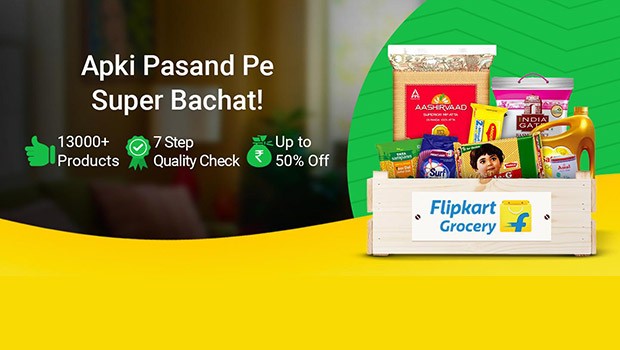 Apki Pasand Pe
Super Bachat!
13000+
Products
7 Step
Quality Check
₹
Up to
50% Off
AASHIRVAAD
INDIA
GATE
Surf
Flipkart
Grocery